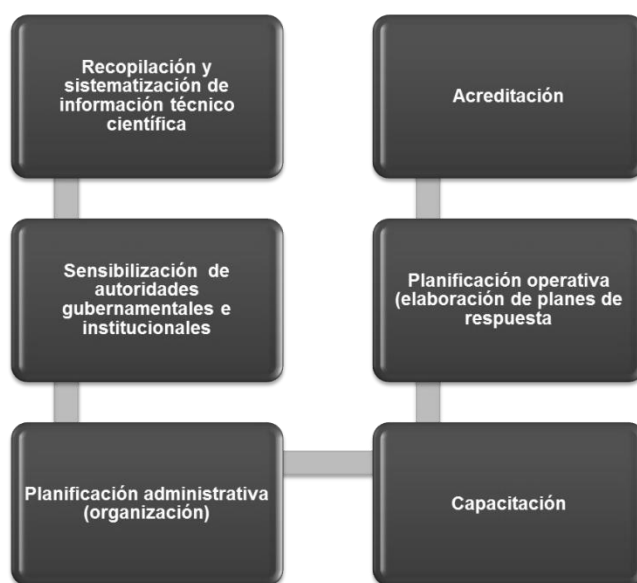 Recopilación y
sistematización de
información técnico
científica
Sensibilización de
autoridades
gubernamentales e
institucionales
Planificación administrativa
(organización)
Capacitación
Planificación operativa
(elaboración de planes de
respuesta
Acreditación